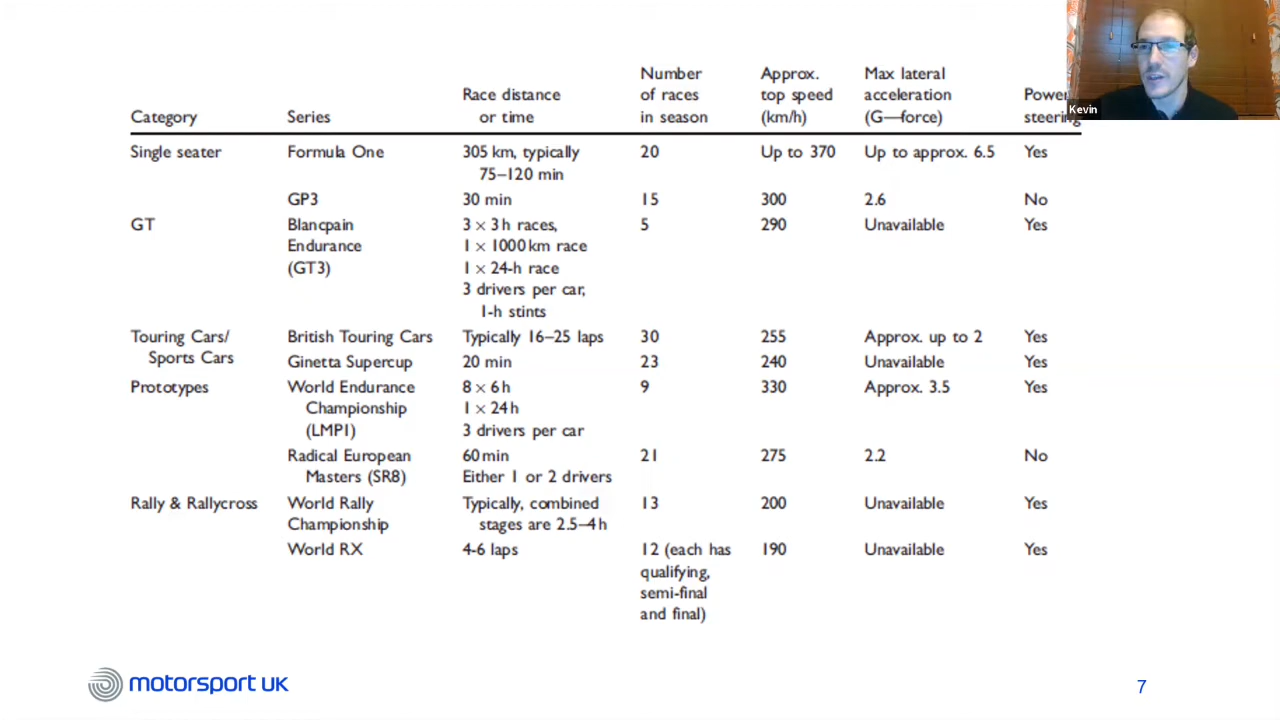 Number Approx. Max lateral
Race distance of races top speed acceleration Power
Category Series or time in season (km/h) (G—force) steering
Single seater Formula One 305 km, typically 20 Up to 370 Up to approx. 6.5 Yes
75–120 min
GP3 30 min 15 300 2.6 No
GT Blancpain 3 × 3 h races, 5 290 Unavailable Yes
Endurance 1 × 1000 km race
(GT3) 1 × 24-h race
3 drivers per car,
1-h stints
Touring Cars/ British Touring Cars Typically 16–25 laps 30 255 Approx. up to 2 Yes
Sports Cars
Ginetta Supercup 20 min 23 240 Unavailable Yes
Prototypes World Endurance 8 × 6 h 9 330 Approx. 3.5 Yes
Championship 1 × 24 h
(LMP1) 3 drivers per car
Radical European 60 min 21 275 2.2 No
Masters (SR8) Either 1 or 2 drivers
Rally & Rallycross World Rally Typically, combined 13 200 Unavailable Yes
Championship stages are 2.5–4 h
World RX 4-6 laps 12 (each has 190 Unavailable Yes
qualifying,
semi-final
and final)
Kevin
motorsport UK
7